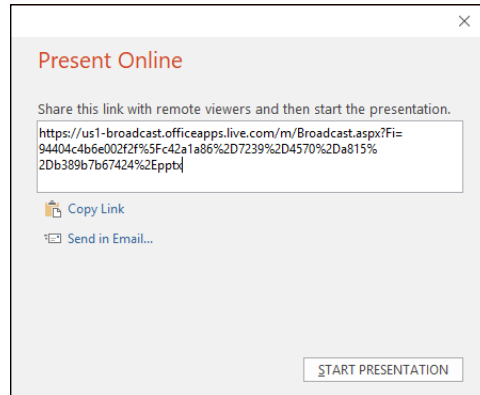 Present Online
Share this link with remote viewers and then start the presentation.
https://us1-broadcast.officeapps.live.com/m/Broadcast.aspx?Fi=
94404c4b6e002f2f%5Fc42a1a86%2D7239%2D4570%2Da815%
2Db389b7b67424%2Epptx
Copy Link
Send in Email...
START PRESENTATION